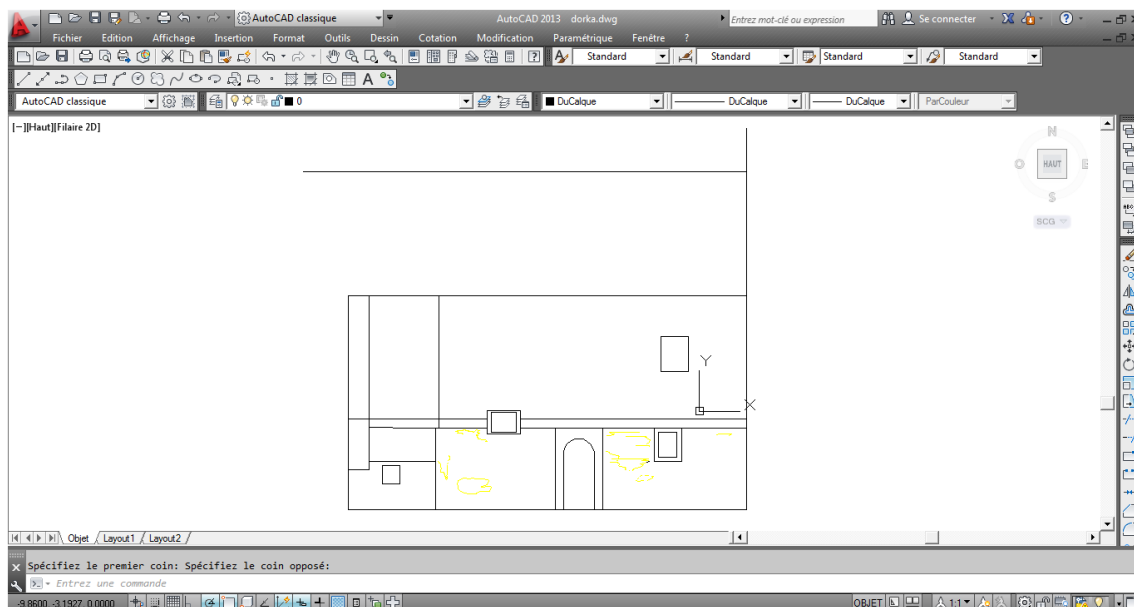 AutoCAD classique AutoCAD 2013 dorka.dwg Entrez mot-clé ou expression Se connecter
Fichier Edition Affichage Insertion Format Outils Dessin Cotation Modification Paramétrique Fenêtre ?
Standard Standard Standard Standard
A
AutoCAD classique 0 DuCalque DuCalque DuCalque ParCouleur
[−][Haut][Filaire 2D]
N
O HAUT E
S
SCG
Y
X
Objet Layout1 Layout2
Spécifiez le premier coin: Spécifiez le coin opposé:
Entrez une commande
-9.8600, -3.1927, 0.0000 OBJET 1:1